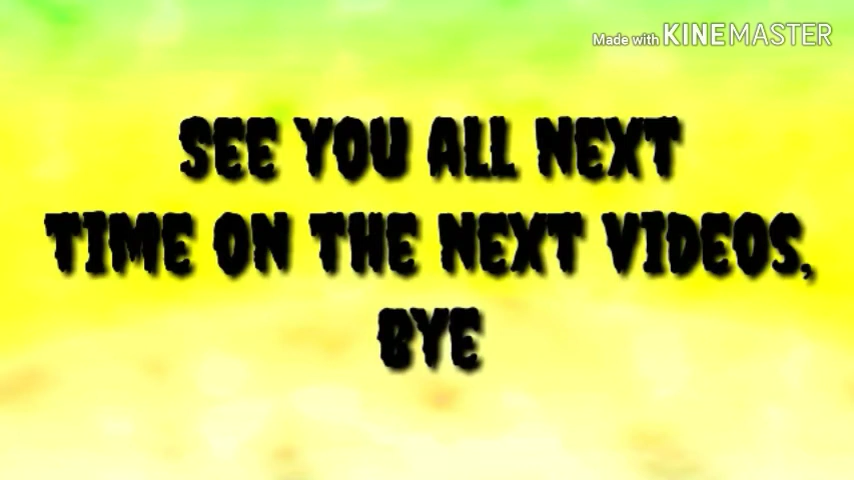 Made with KINEMASTER
SEE YOU ALL NEXT
TIME ON THE NEXT VIDEOS,
BYE